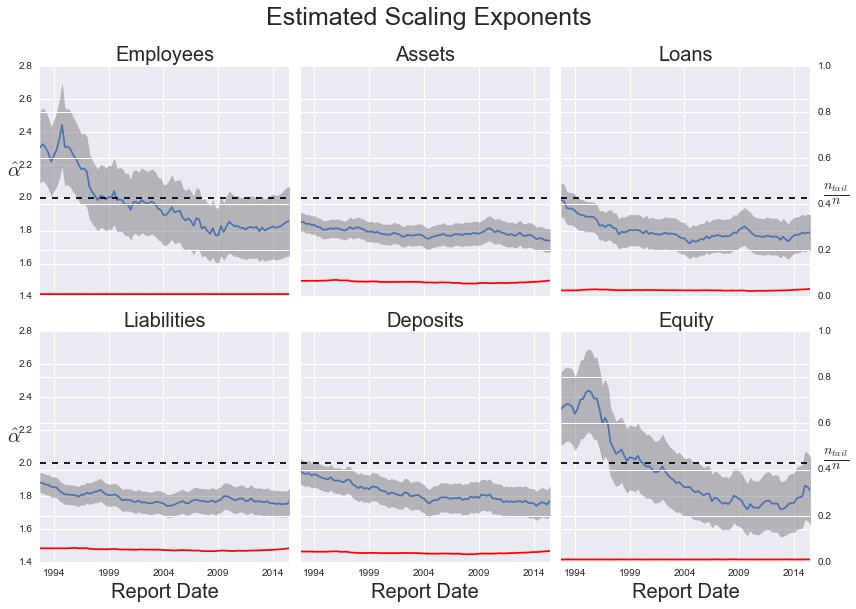 Estimated Scaling Exponents
Employees Assets Loans
2.8 1.0
2.6
2.4 0.8
2.2 0.6
α̂
2.0 n_tail/n
0.4
1.8
1.6 0.2
1.4 0.0
Liabilities Deposits Equity
2.8 1.0
2.6
2.4 0.8
2.2 0.6
α̂
2.0 n_tail/n
0.4
1.8
1.6 0.2
1.4 0.0
1994 1999 2004 2009 2014 1994 1999 2004 2009 2014 1994 1999 2004 2009 2014
Report Date Report Date Report Date